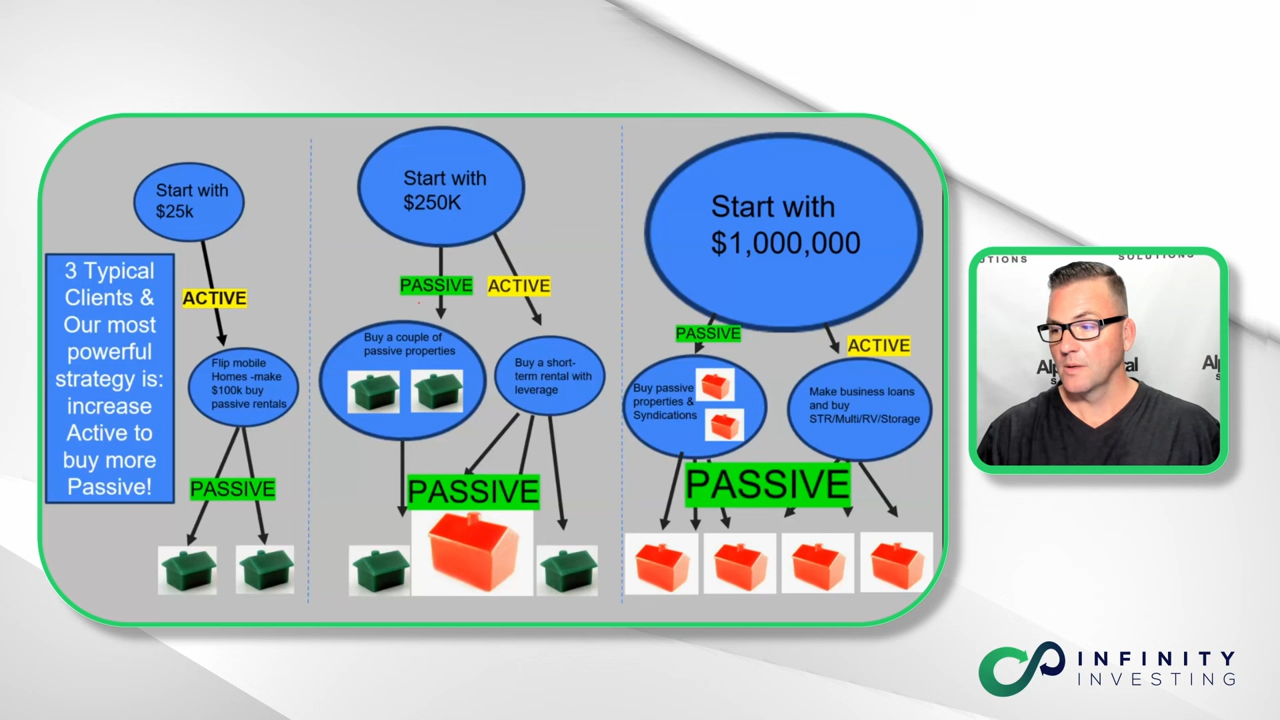 3 Typical
Clients &
Our most
powerful
strategy is:
increase
Active to
buy more
Passive!
Start with
$25k
ACTIVE
Flip mobile
Homes -make
$100k buy
passive rentals
PASSIVE
Start with
$250K
PASSIVE
ACTIVE
Buy a couple of
passive properties
Buy a short-
term rental with
leverage
PASSIVE
Start with
$1,000,000
PASSIVE
ACTIVE
Buy passive
properties &
Syndications
Make business loans
and buy
STR/Multi/RV/Storage
PASSIVE
SOLUTIONS
INFINITY
INVESTING